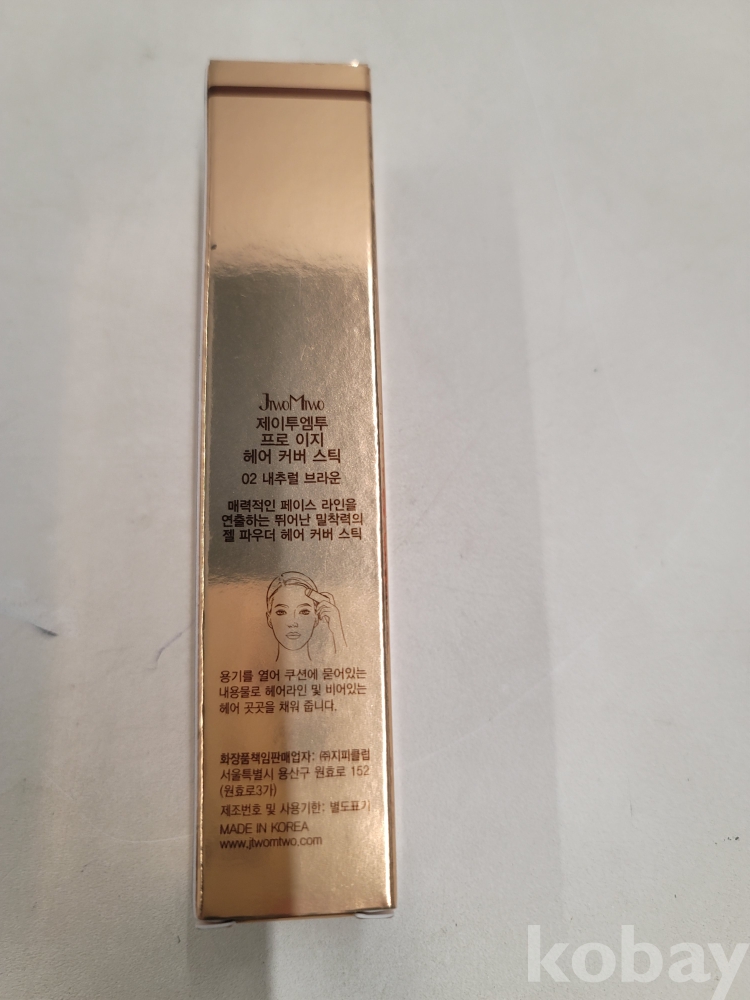 JTWOMTWO
제이투엠투
프로 이지
헤어 커버 스틱
02 내추럴 브라운
매력적인 페이스 라인을
연출하는 뛰어난 밀착력의
젤 파우더 헤어 커버 스틱
용기를 열어 쿠션에 묻어있는
내용물로 헤어라인 및 비어있는
헤어 곳곳을 채워 줍니다.
화장품책임판매업자: ㈜지피클럽
서울특별시 용산구 원효로 152
(원효로3가)
제조번호 및 사용기한: 별도표기
MADE IN KOREA
www.jtwomtwo.com
kobay